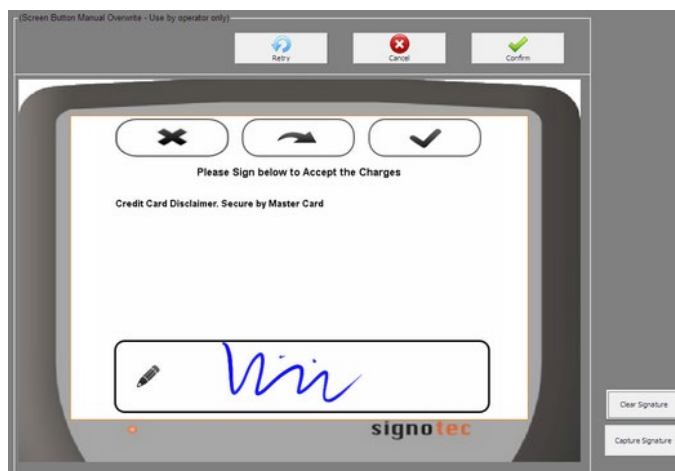 (Screen Button Manual Overwrite - Use by operator only)
Retry
Cancel
Confirm
Please Sign below to Accept the Charges
Credit Card Disclaimer. Secure by Master Card
signotec
Clear Signature
Capture Signature